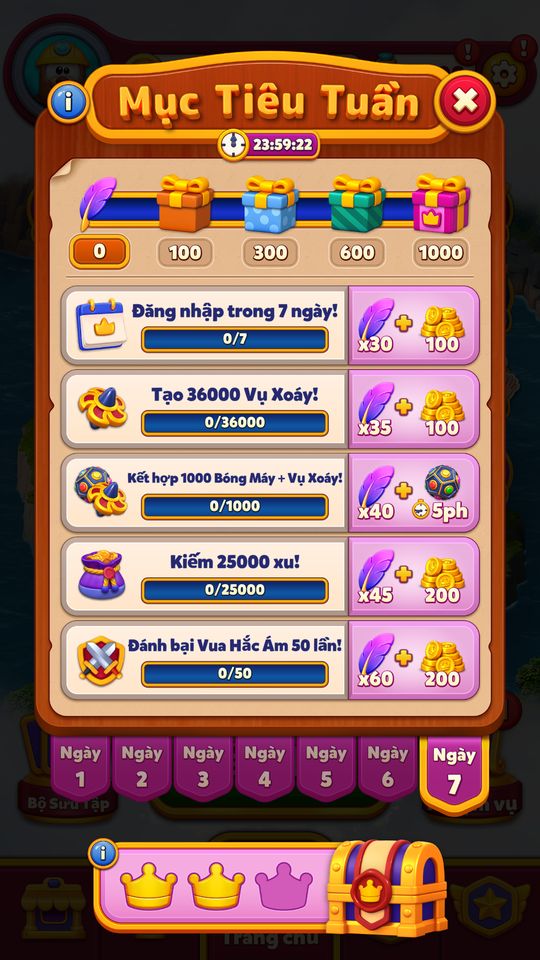 Mục Tiêu Tuần
23:59:22
0
100
300
600
1000
Đăng nhập trong 7 ngày!
0/7
x30
100
Tạo 36000 Vụ Xoáy!
0/36000
x35
100
Kết hợp 1000 Bóng Máy + Vụ Xoáy!
0/1000
x40
5ph
Kiếm 25000 xu!
0/25000
x45
200
Đánh bại Vua Hắc Ám 50 lần!
0/50
x60
200
Ngày 1
Ngày 2
Ngày 3
Ngày 4
Ngày 5
Ngày 6
Ngày 7
Bộ Sưu Tập
vụ
Trang chủ